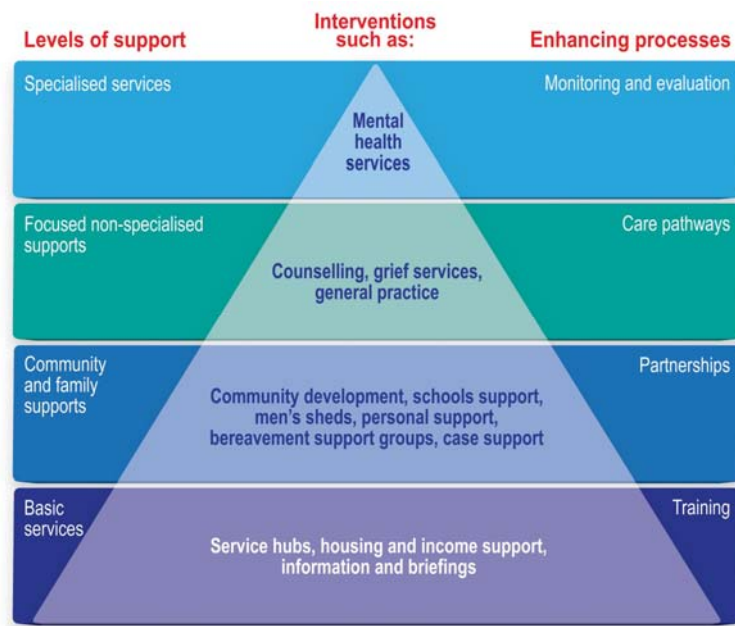 Levels of support
Interventions
such as:
Enhancing processes
Specialised services
Mental
health
services
Monitoring and evaluation
Focused non-specialised
supports
Counselling, grief services,
general practice
Care pathways
Community
and family
supports
Community development, schools support,
men's sheds, personal support,
bereavement support groups, case support
Partnerships
Basic
services
Service hubs, housing and income support,
information and briefings
Training